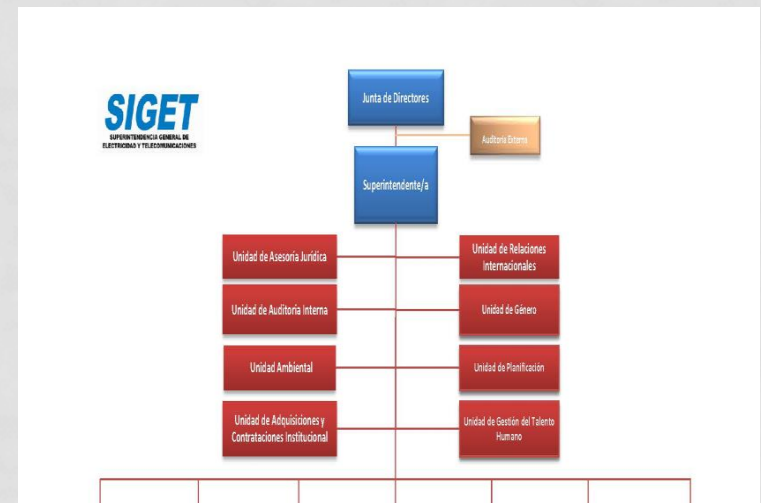 SIGET
SUPERINTENDENCIA GENERAL DE
ELECTRICIDAD Y TELECOMUNICACIONES
Junta de Directores
Auditoría Externa
Superintendente/a
Unidad de Asesoría Jurídica
Unidad de Relaciones
Internacionales
Unidad de Auditoría Interna
Unidad de Género
Unidad Ambiental
Unidad de Planificación
Unidad de Adquisiciones y
Contrataciones Institucional
Unidad de Gestión del Talento
Humano